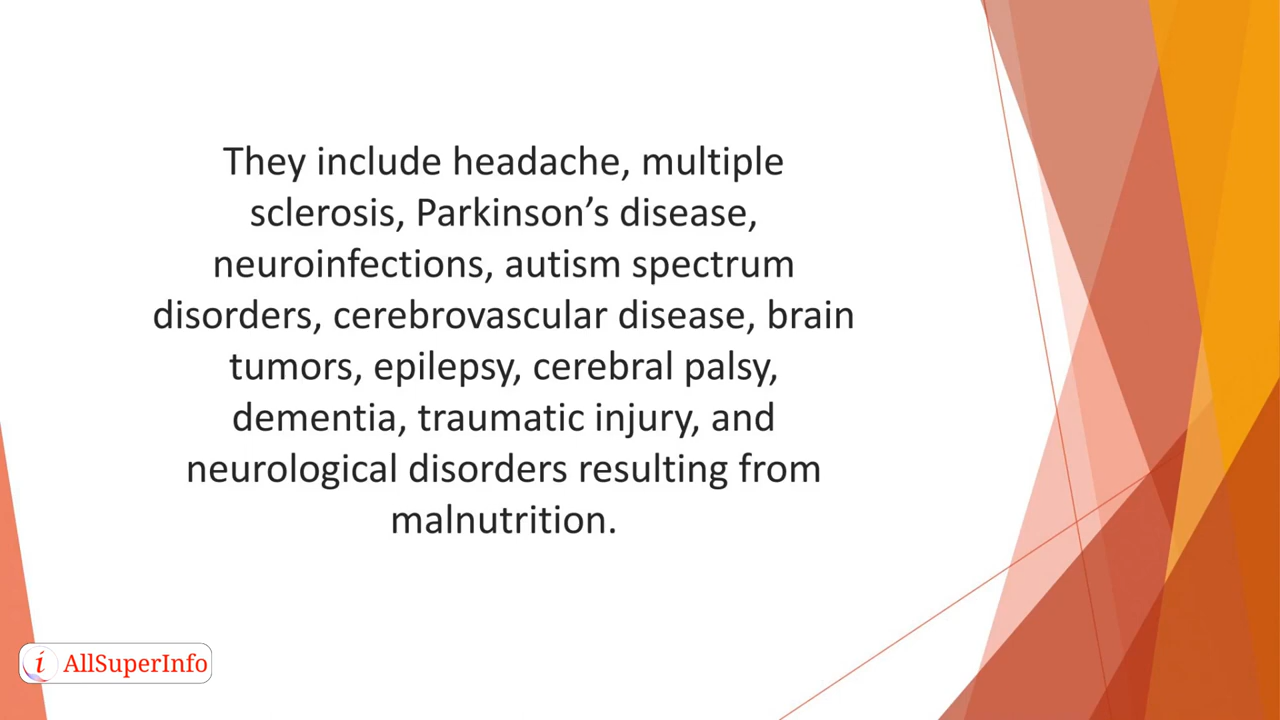 They include headache, multiple
sclerosis, Parkinson’s disease,
neuroinfections, autism spectrum
disorders, cerebrovascular disease, brain
tumors, epilepsy, cerebral palsy,
dementia, traumatic injury, and
neurological disorders resulting from
malnutrition.
i AllSuperInfo